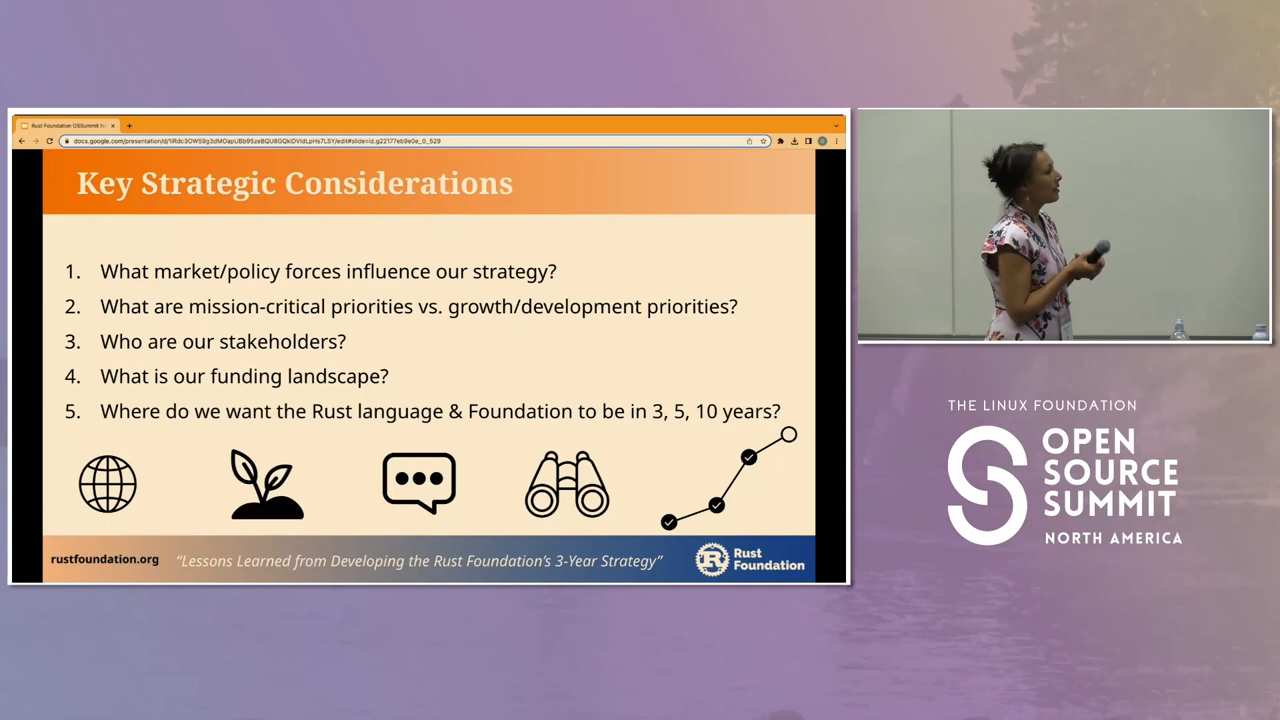 Rust Foundation OSSummit
Key Strategic Considerations
1. What market/policy forces influence our strategy?
2. What are mission-critical priorities vs. growth/development priorities?
3. Who are our stakeholders?
4. What is our funding landscape?
5. Where do we want the Rust language & Foundation to be in 3, 5, 10 years?
rustfoundation.org
“Lessons Learned from Developing the Rust Foundation’s 3-Year Strategy”
Rust
Foundation
THE LINUX FOUNDATION
OPEN
SOURCE
SUMMIT
NORTH AMERICA